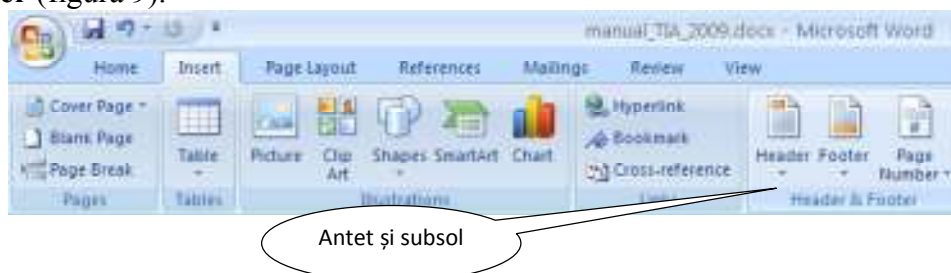 (figura 9).
manual_TIA_2009.docx - Microsoft Word
Home Insert Page Layout References Mailings Review View
Cover Page
Blank Page
Page Break
Table
Picture Clip Art Shapes SmartArt Chart
Hyperlink
Bookmark
Cross-reference
Header Footer Page Number
Pages Tables Illustrations Links Header & Footer
Antet și subsol